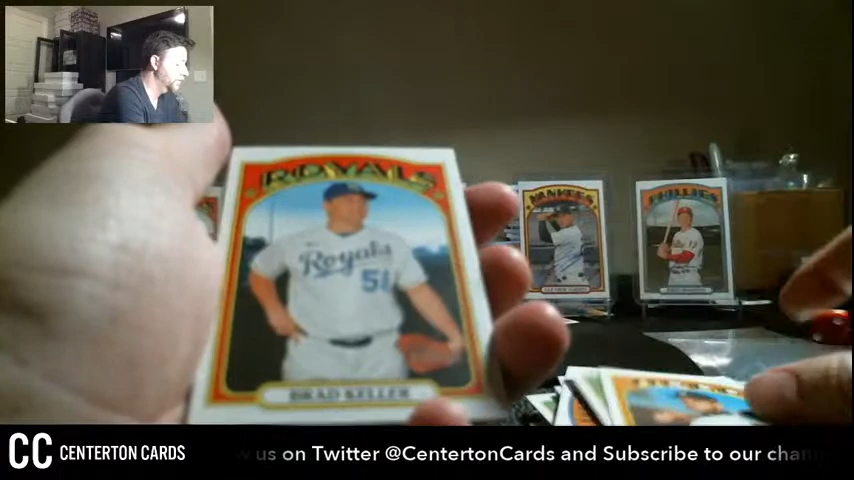 ROYALS
Royals
51
BRAD KELLER
YANKEES
PHILLIES
CC CENTERTON CARDS
us on Twitter @CentertonCards and Subscribe to our chan